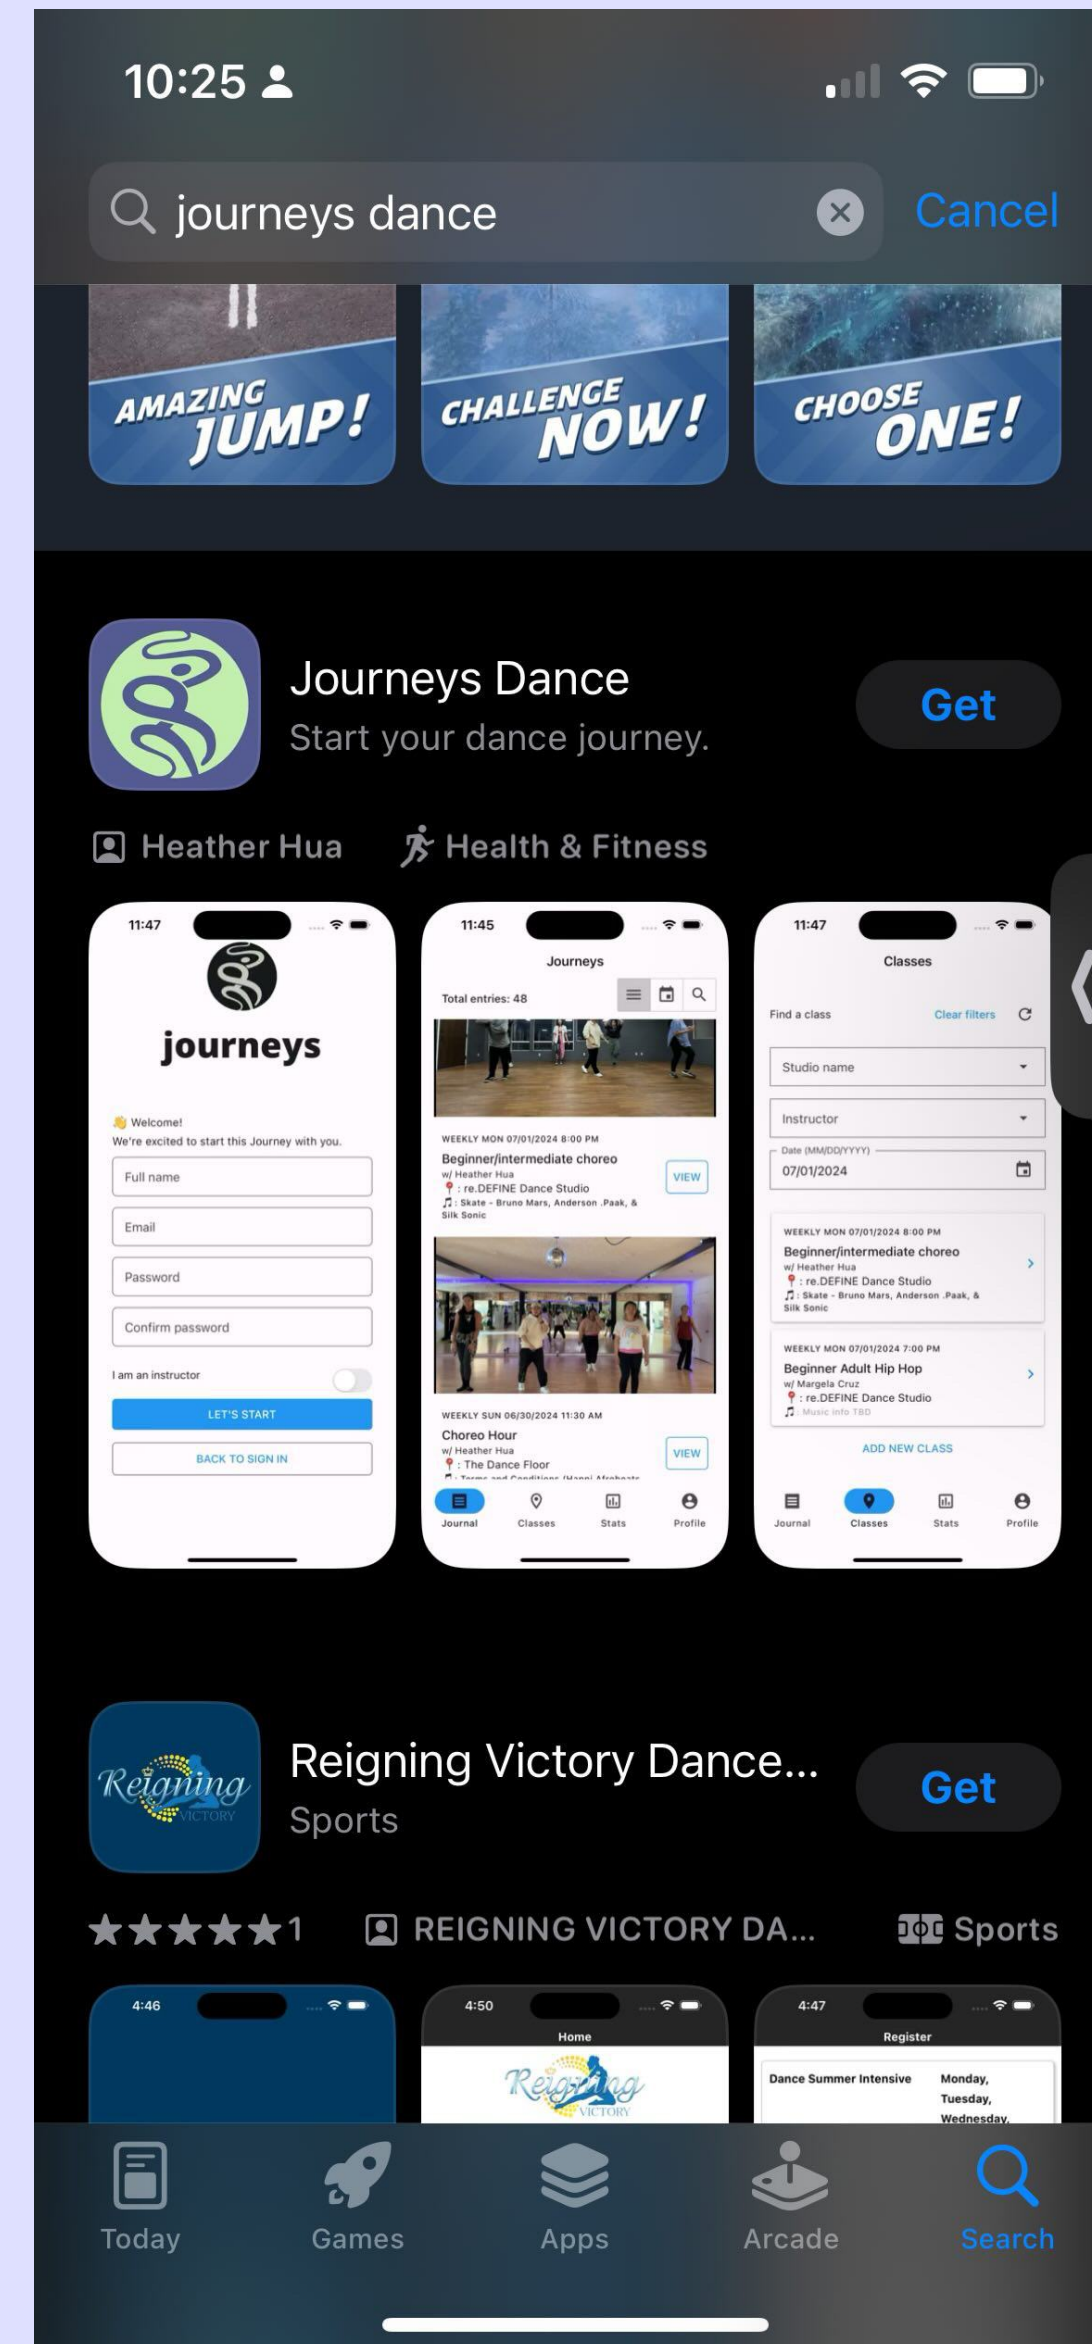 10:25
journeys dance
Cancel
AMAZING
JUMP!
CHALLENGE
NOW!
CHOOSE
ONE!
Journeys Dance
Get
Start your dance journey.
Heather Hua
Health & Fitness
11:47
journeys
👋 Welcome!
We're excited to start this Journey with you.
Full name
Email
Password
Confirm password
I am an instructor
LET'S START
BACK TO SIGN IN
11:45
Journeys
Total entries: 48
WEEKLY MON 07/01/2024 8:00 PM
Beginner/intermediate choreo
w/ Heather Hua
VIEW
📍 : re.DEFINE Dance Studio
🎵 : Skate - Bruno Mars, Anderson .Paak, &
Silk Sonic
WEEKLY SUN 06/30/2024 11:30 AM
Choreo Hour
w/ Heather Hua
VIEW
📍 : The Dance Floor
🎵 : Terms and Conditions (Happi Afrobeats
Journal
Classes
Stats
Profile
11:47
Classes
Find a class
Clear filters
Studio name
Instructor
Date (MM/DD/YYYY)
07/01/2024
WEEKLY MON 07/01/2024 8:00 PM
Beginner/intermediate choreo
w/ Heather Hua
📍 : re.DEFINE Dance Studio
🎵 : Skate - Bruno Mars, Anderson .Paak, &
Silk Sonic
WEEKLY MON 07/01/2024 7:00 PM
Beginner Adult Hip Hop
w/ Margela Cruz
📍 : re.DEFINE Dance Studio
🎵 : Music info TBD
ADD NEW CLASS
Journal
Classes
Stats
Profile
Reigning
VICTORY
Reigning Victory Dance...
Get
Sports
1
REIGNING VICTORY DA...
Sports
4:46
4:50
Home
Reigning
VICTORY
4:47
Register
Dance Summer Intensive
Monday,
Tuesday,
Wednesday,
Today
Games
Apps
Arcade
Search